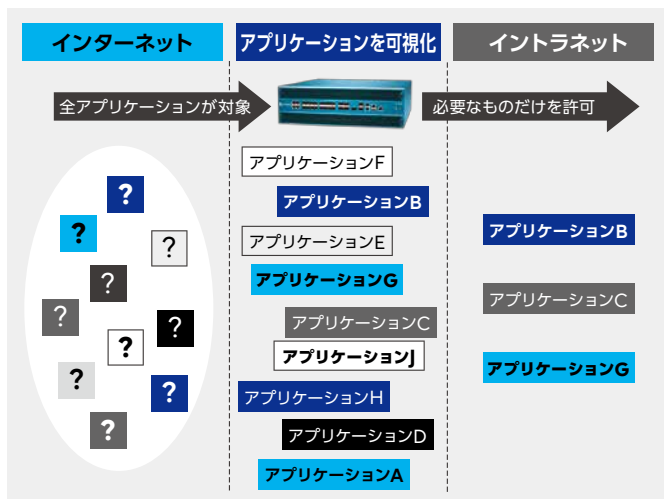 インターネット
アプリケーションを可視化
イントラネット
全アプリケーションが対象
必要なものだけを許可
?
?
?
?
?
?
?
?
?
?
アプリケーションF
アプリケーションB
アプリケーションE
アプリケーションG
アプリケーションC
アプリケーションJ
アプリケーションH
アプリケーションD
アプリケーションA
アプリケーションB
アプリケーションC
アプリケーションG